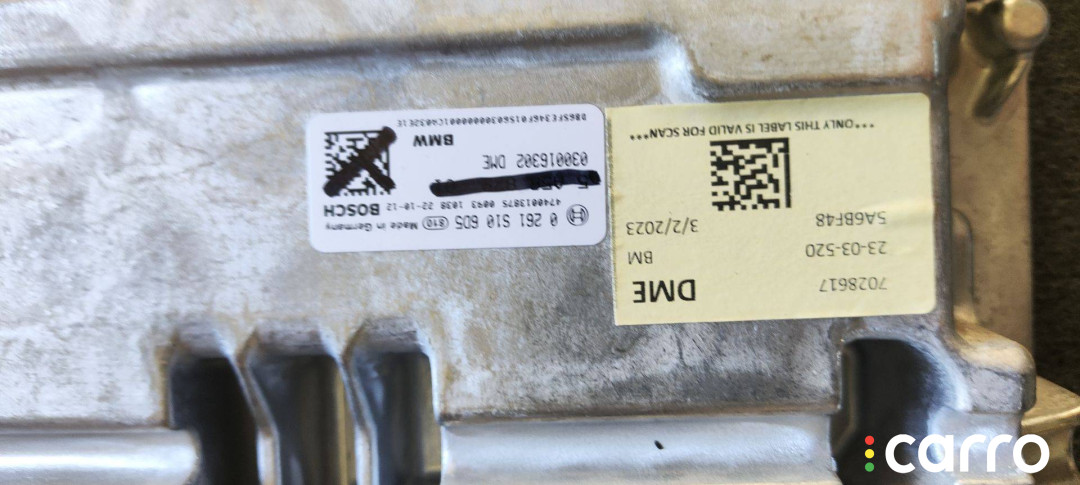 0 261 S10 6D5 810 Made in Germany
4740013875 0093 1038 22-10-12 BOSCH
030016302 DME
BMW
7028617 DME
23-03-520 BM
5A6BF48 3/2/2023
***ONLY THIS LABEL IS VALID FOR SCAN***
carro